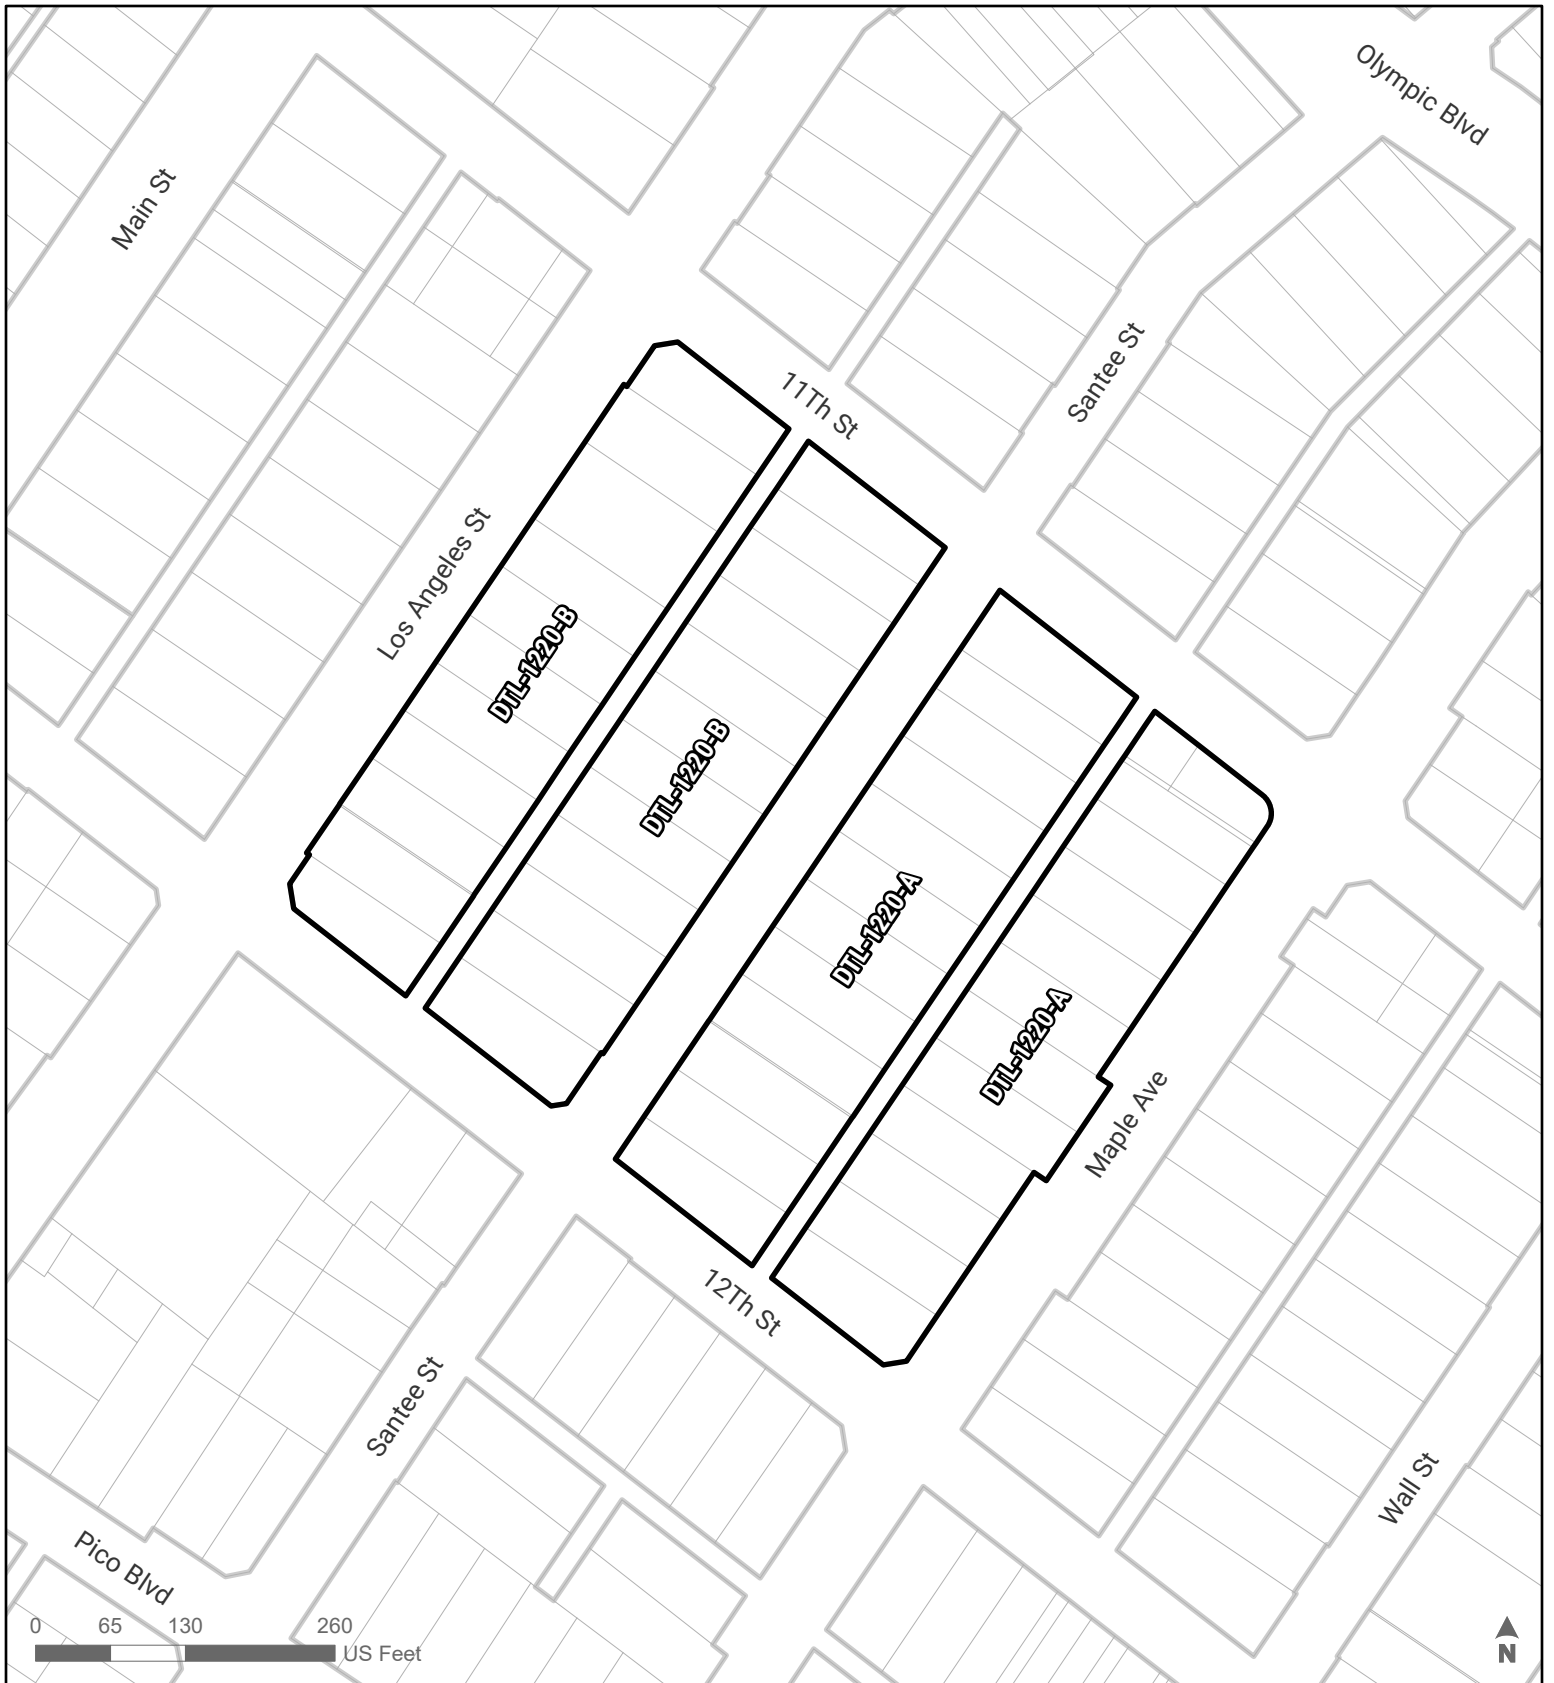 Olympic Blvd
Main St
Santee St
11Th St
Los Angeles St
DTL-1220-B
DTL-1220-B
DTL-1220-A
DTL-1220-A
Maple Ave
12Th St
Santee St
Wall St
Pico Blvd
0 65 130 260
US Feet
N